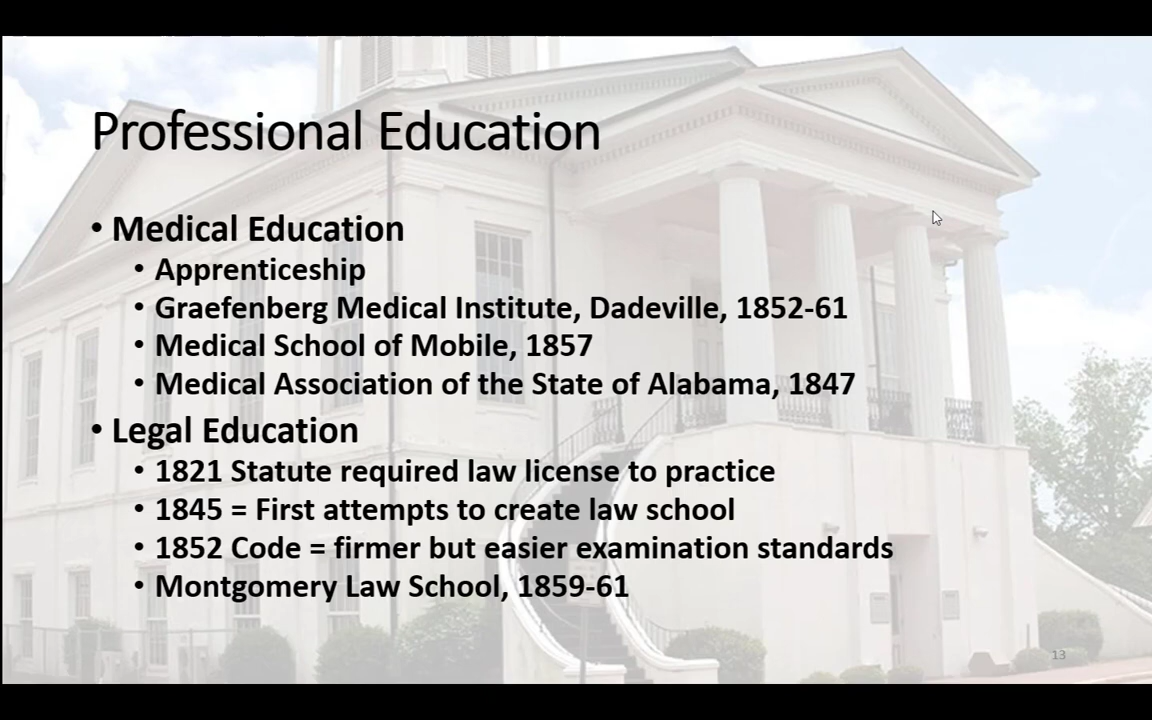 Professional Education
• Medical Education
• Apprenticeship
• Graefenberg Medical Institute, Dadeville, 1852-61
• Medical School of Mobile, 1857
• Medical Association of the State of Alabama, 1847
• Legal Education
• 1821 Statute required law license to practice
• 1845 = First attempts to create law school
• 1852 Code = firmer but easier examination standards
• Montgomery Law School, 1859-61
13